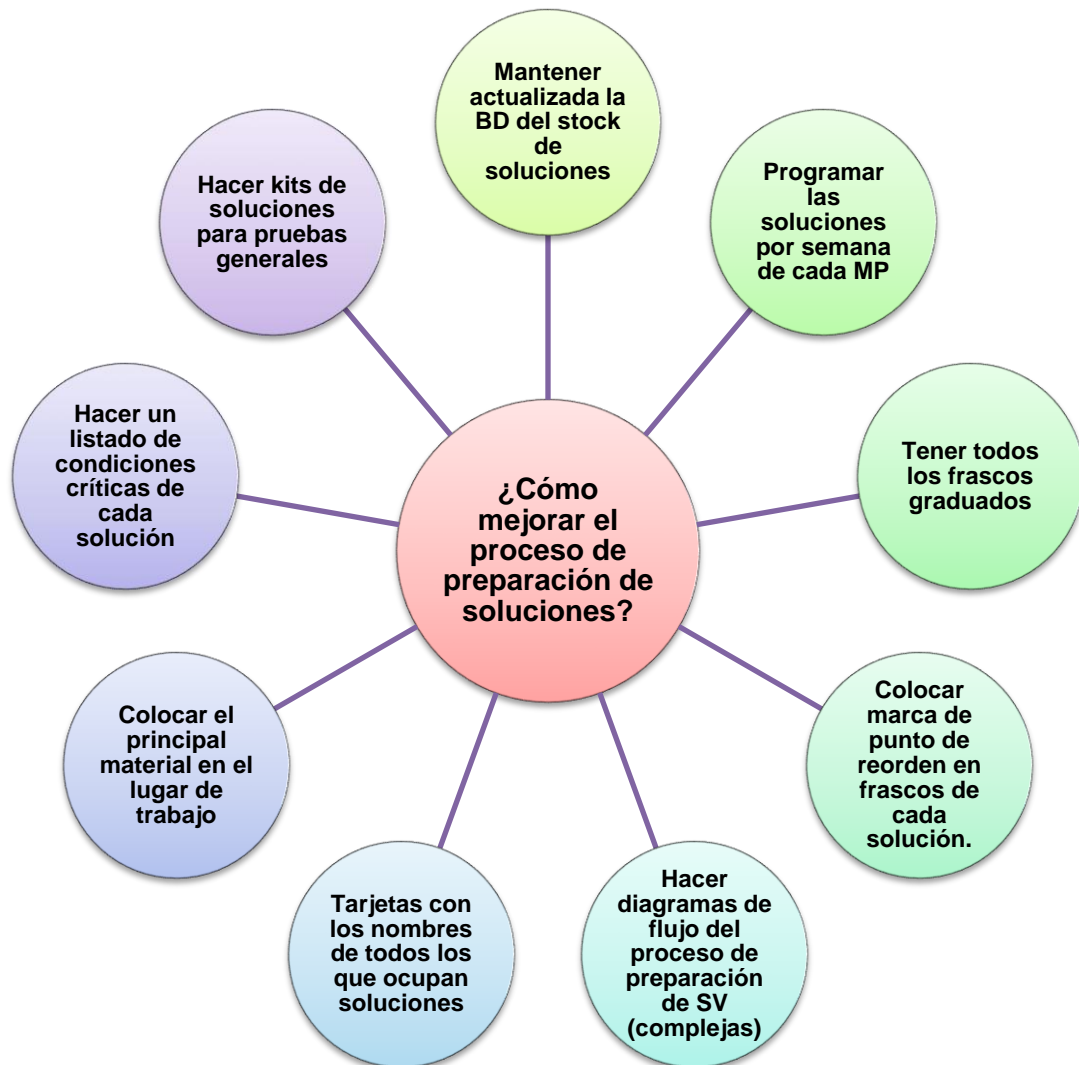 ¿Cómo
mejorar el
proceso de
preparación de
soluciones?
Mantener
actualizada la
BD del stock
de
soluciones
Programar
las
soluciones
por semana
de cada MP
Tener todos
los frascos
graduados
Colocar
marca de
punto de
reorden en
frascos de
cada
solución.
Hacer
diagramas de
flujo del
proceso de
preparación
de SV
(complejas)
Tarjetas con
los nombres
de todos los
que ocupan
soluciones
Colocar el
principal
material en el
lugar de
trabajo
Hacer un
listado de
condiciones
críticas de
cada
solución
Hacer kits de
soluciones
para pruebas
generales